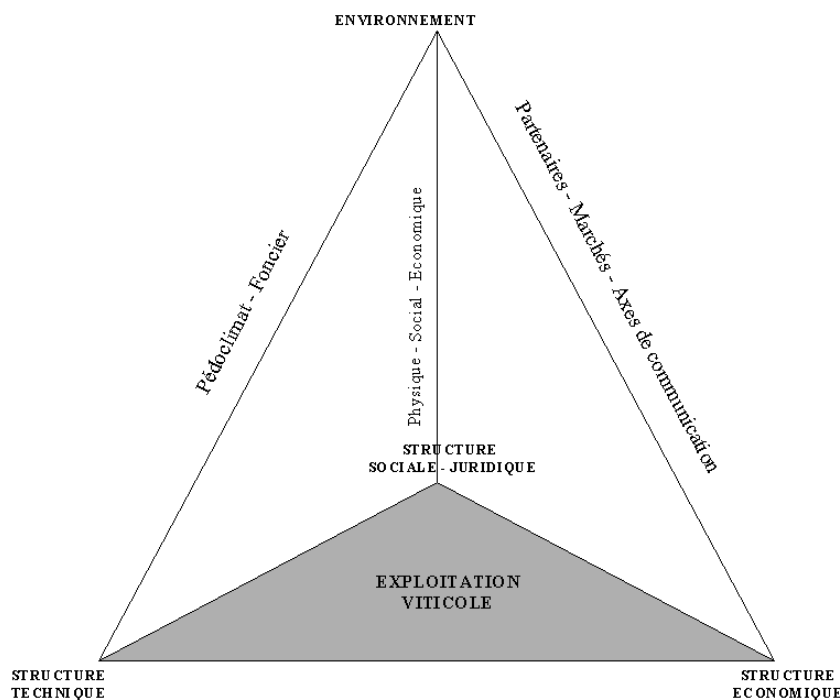 ENVIRONNEMENT
Pédoclimat - Foncier
Physique - Social - Economique
Partenaires - Marchés - Axes de communication
STRUCTURE
SOCIALE - JURIDIQUE
EXPLOITATION
VITICOLE
STRUCTURE
TECHNIQUE
STRUCTURE
ECONOMIQUE